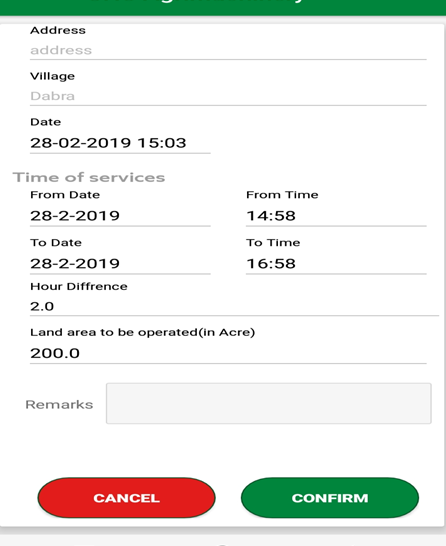 Address
address
Village
Dabra
Date
28-02-2019 15:03
Time of services
From Date From Time
28-2-2019 14:58
To Date To Time
28-2-2019 16:58
Hour Diffrence
2.0
Land area to be operated(in Acre)
200.0
Remarks
CANCEL CONFIRM